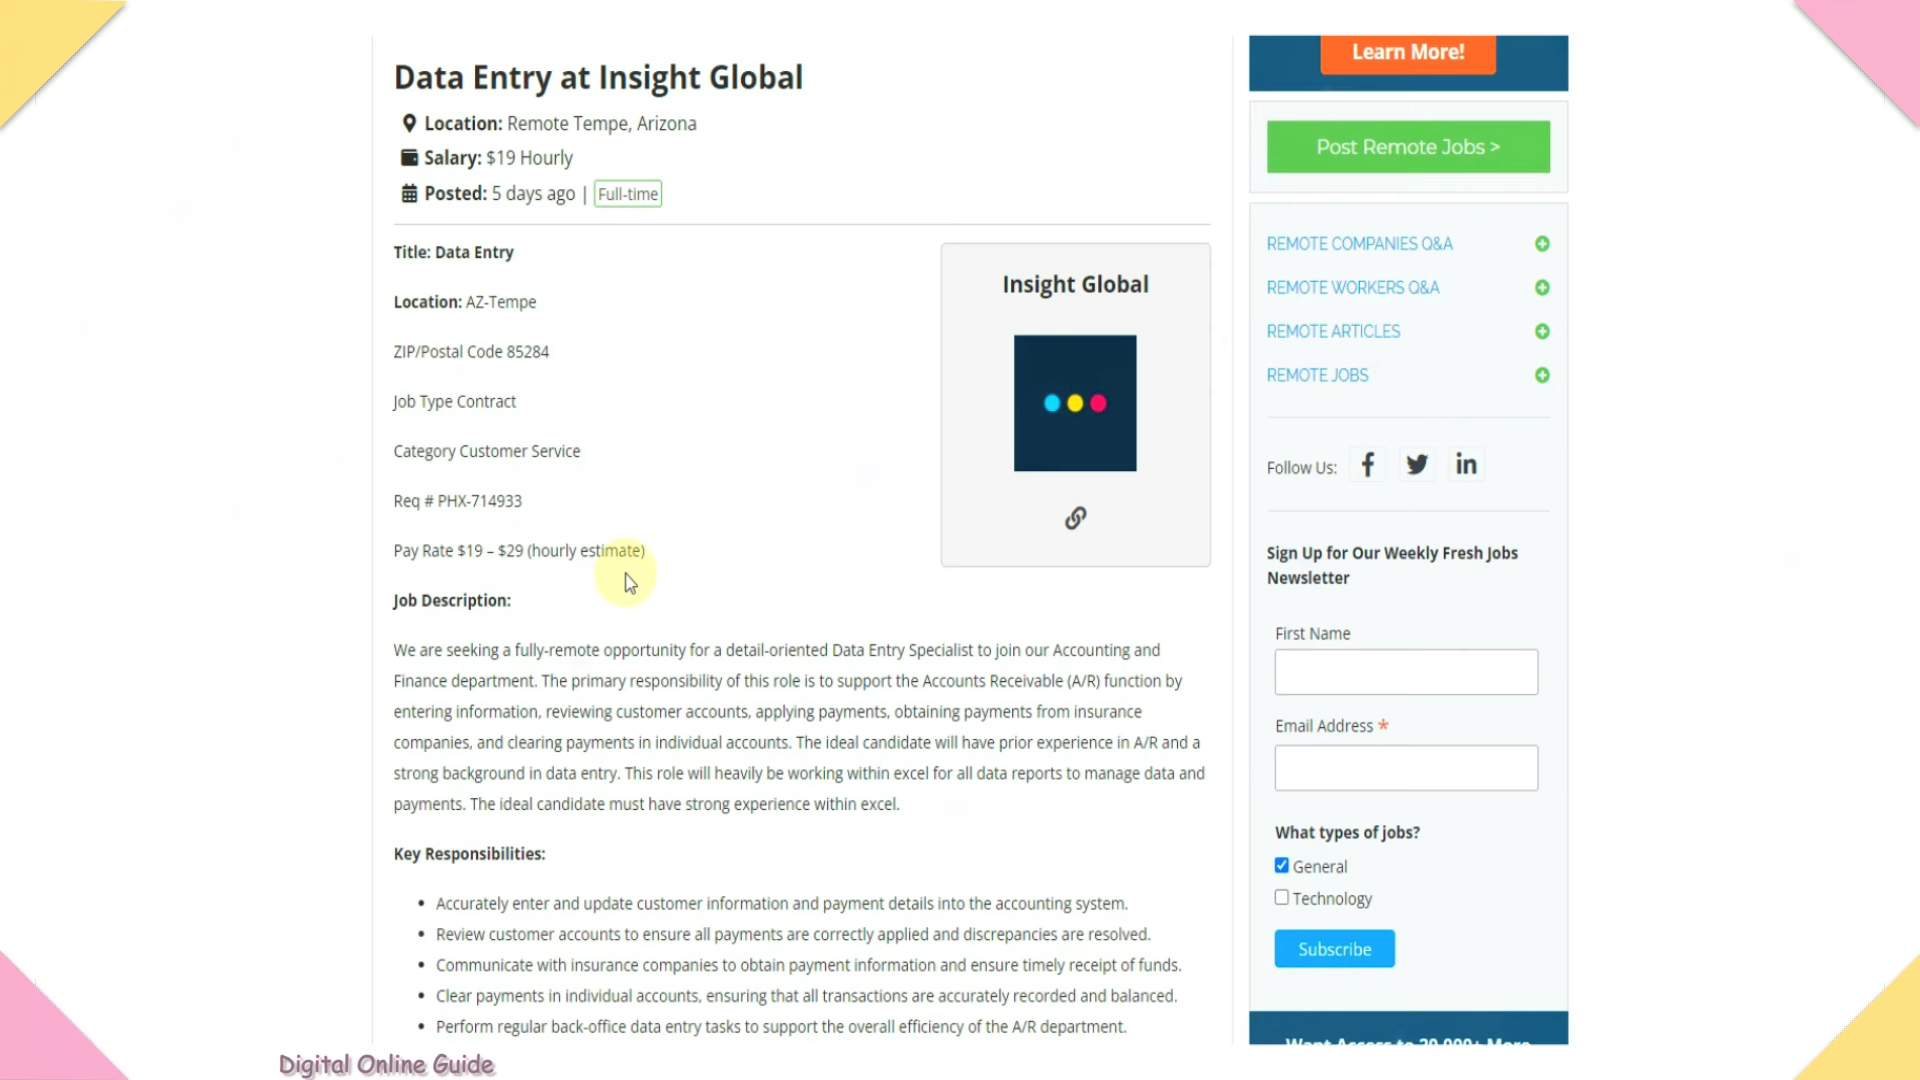 Data Entry at Insight Global
Location: Remote Tempe, Arizona
Salary: $19 Hourly
Posted: 5 days ago | Full-time
Title: Data Entry
Location: AZ-Tempe
ZIP/Postal Code 85284
Job Type Contract
Category Customer Service
Req # PHX-714933
Pay Rate $19 – $29 (hourly estimate)
Insight Global
Job Description:
We are seeking a fully-remote opportunity for a detail-oriented Data Entry Specialist to join our Accounting and
Finance department. The primary responsibility of this role is to support the Accounts Receivable (A/R) function by
entering information, reviewing customer accounts, applying payments, obtaining payments from insurance
companies, and clearing payments in individual accounts. The ideal candidate will have prior experience in A/R and a
strong background in data entry. This role will heavily be working within excel for all data reports to manage data and
payments. The ideal candidate must have strong experience within excel.
Key Responsibilities:
• Accurately enter and update customer information and payment details into the accounting system.
• Review customer accounts to ensure all payments are correctly applied and discrepancies are resolved.
• Communicate with insurance companies to obtain payment information and ensure timely receipt of funds.
• Clear payments in individual accounts, ensuring that all transactions are accurately recorded and balanced.
• Perform regular back-office data entry tasks to support the overall efficiency of the A/R department.
Learn More!
Post Remote Jobs >
REMOTE COMPANIES Q&A
REMOTE WORKERS Q&A
REMOTE ARTICLES
REMOTE JOBS
Follow Us:
Sign Up for Our Weekly Fresh Jobs
Newsletter
First Name
Email Address *
What types of jobs?
General
Technology
Subscribe
Want Access to 20,000+ More
Digital Online Guide